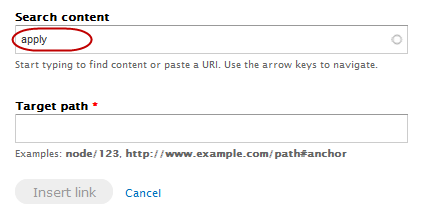 Search content
apply
Start typing to find content or paste a URI. Use the arrow keys to navigate.
Target path *
Examples: node/123, http://www.example.com/path#anchor
Insert link Cancel